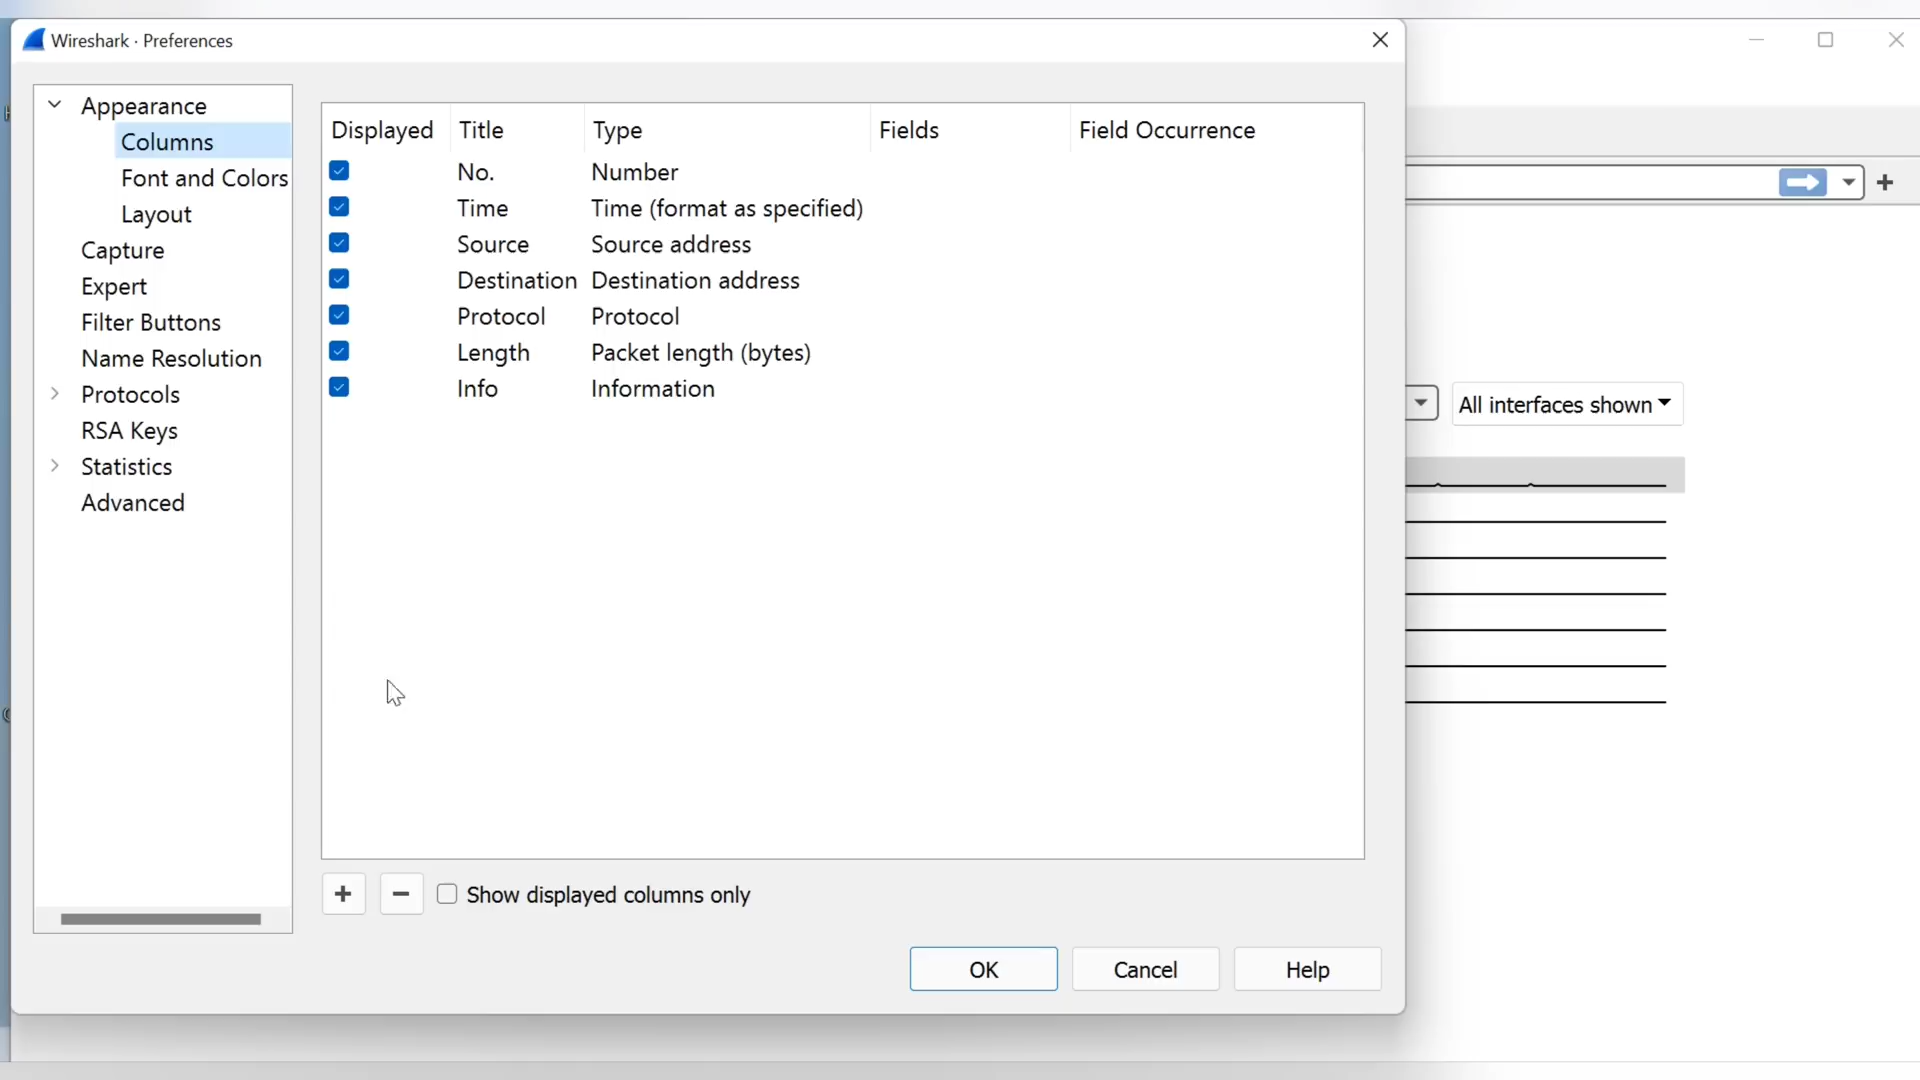 Wireshark · Preferences
Appearance
Columns
Font and Colors
Layout
Capture
Expert
Filter Buttons
Name Resolution
Protocols
RSA Keys
Statistics
Advanced
Displayed Title Type Fields Field Occurrence
No. Number
Time Time (format as specified)
Source Source address
Destination Destination address
Protocol Protocol
Length Packet length (bytes)
Info Information
Show displayed columns only
OK Cancel Help
All interfaces shown